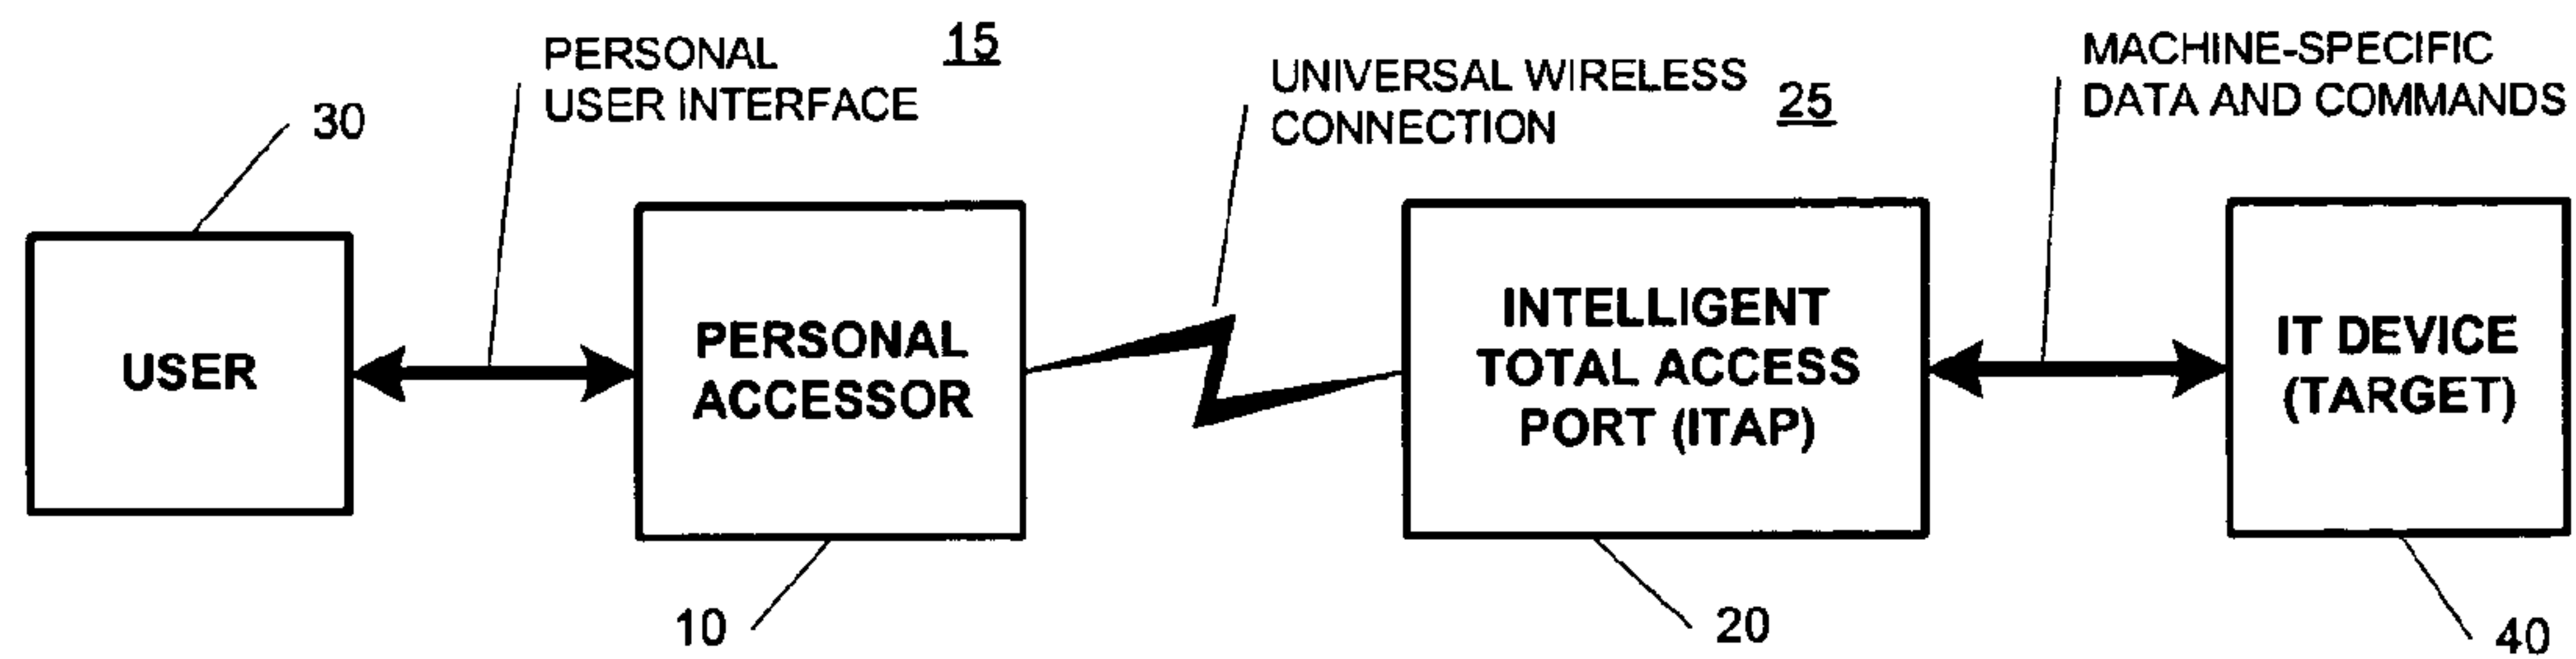 PERSONAL
USER INTERFACE
15
UNIVERSAL WIRELESS
CONNECTION
25
MACHINE-SPECIFIC
DATA AND COMMANDS
30
USER
PERSONAL
ACCESSOR
INTELLIGENT
TOTAL ACCESS
PORT (ITAP)
IT DEVICE
(TARGET)
10
20
40